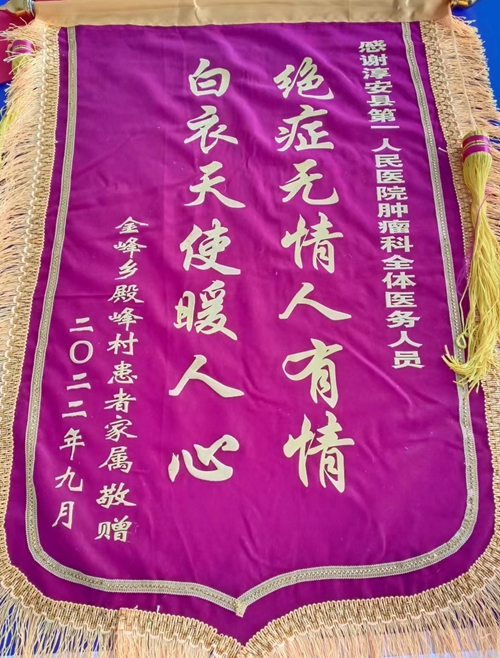 感谢淳安县第一人民医院肿瘤科全体医务人员
绝症无情人有情
白衣天使暖人心
金峰乡殿峰村患者家属敬赠
二〇二二年九月